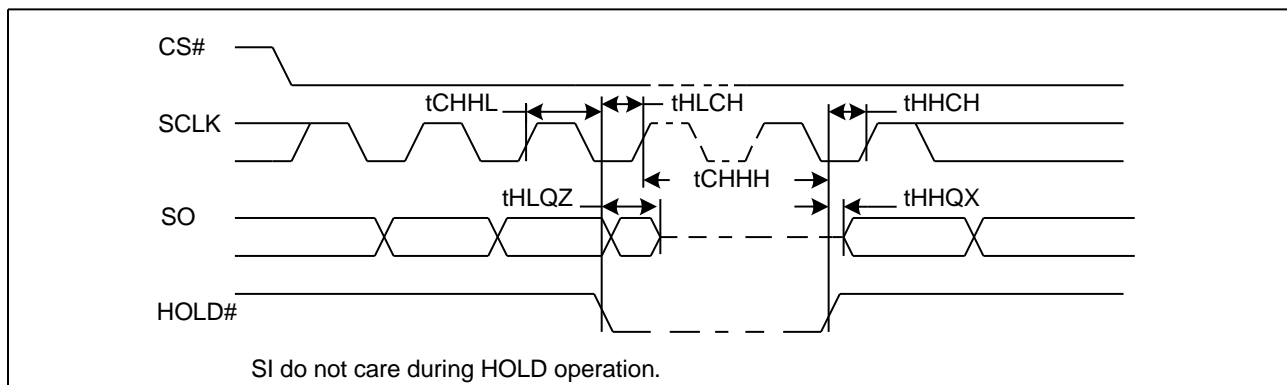 CS#
tCHHL
tHLCH
tHHCH
SCLK
tCHHH
tHLQZ
tHHQX
SO
HOLD#
SI do not care during HOLD operation.